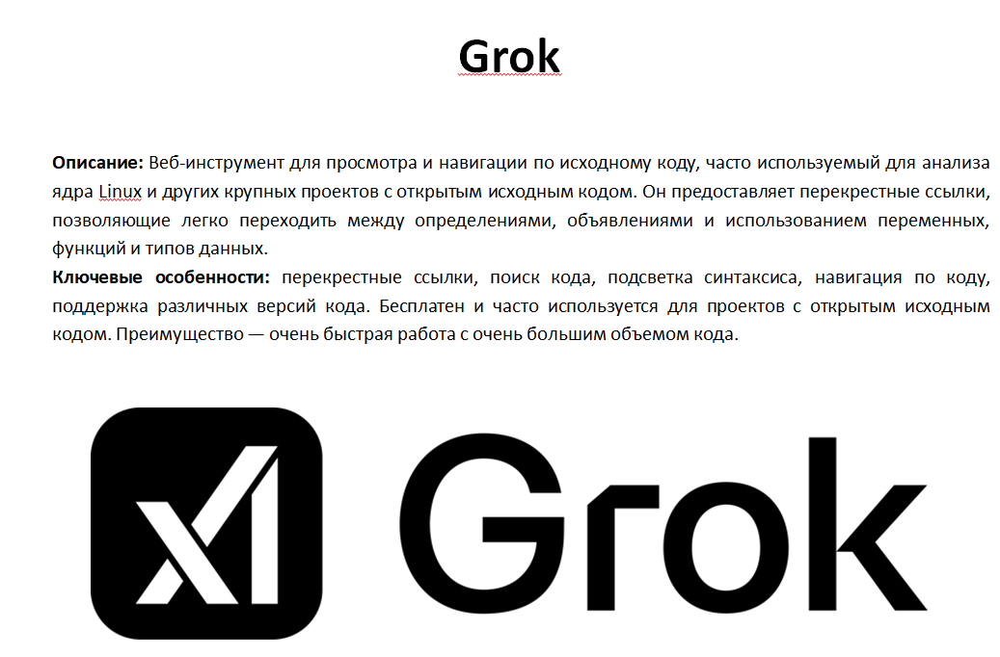 Grok
Описание: Веб-инструмент для просмотра и навигации по исходному коду, часто используемый для анализа
ядра Linux и других крупных проектов с открытым исходным кодом. Он предоставляет перекрестные ссылки,
позволяющие легко переходить между определениями, объявлениями и использованием переменных,
функций и типов данных.
Ключевые особенности: перекрестные ссылки, поиск кода, подсветка синтаксиса, навигация по коду,
поддержка различных версий кода. Бесплатен и часто используется для проектов с открытым исходным
кодом. Преимущество — очень быстрая работа с очень большим объемом кода.
xI Grok